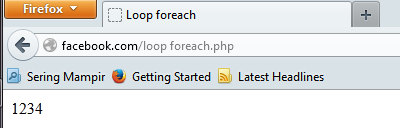 Firefox
Loop foreach
facebook.com/loop foreach.php
Sering Mampir Getting Started Latest Headlines
1234